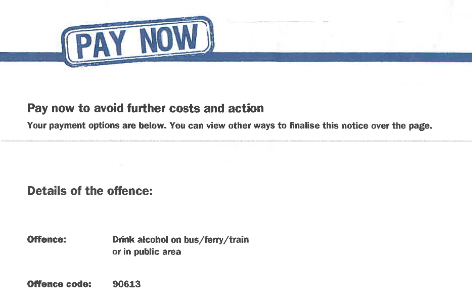 PAY NOW
Pay now to avoid further costs and action
Your payment options are below. You can view other ways to finalise this notice over the page.
Details of the offence:
Offence: Drink alcohol on bus/ferry/train
or in public area
Offence code: 90613